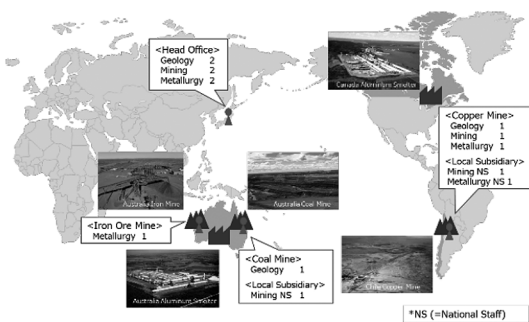 <Head Office>
Geology 2
Mining 2
Metallurgy 2
Canada Aluminum Smelter
<Copper Mine>
Geology 1
Mining 1
Metallurgy 1
<Local Subsidiary>
Mining NS 1
Metallurgy NS 1
Australia Iron Mine
Australia Coal Mine
<Iron Ore Mine>
Metallurgy 1
<Coal Mine>
Geology 1
<Local Subsidiary>
Mining NS 1
Australia Aluminum Smelter
Chile Copper Mine
*NS (=National Staff)